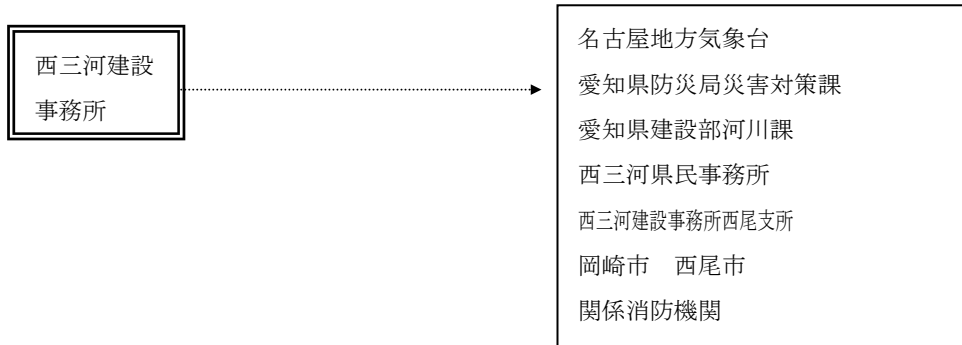 西三河建設
事務所
名古屋地方気象台
愛知県防災局災害対策課
愛知県建設部河川課
西三河県民事務所
西三河建設事務所西尾支所
岡崎市　西尾市
関係消防機関